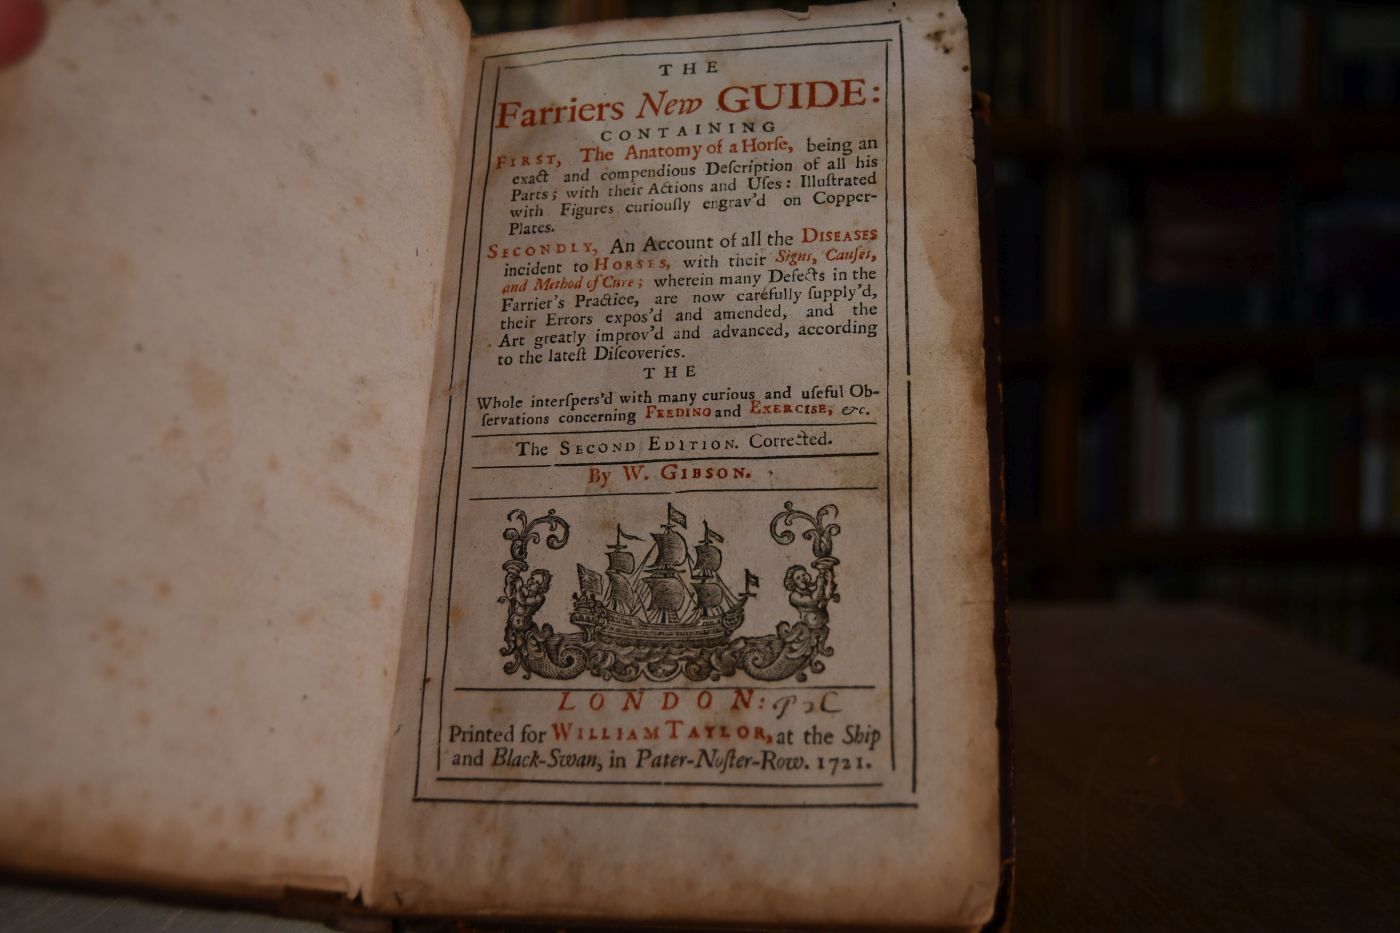 THE
Farriers New GUIDE:
CONTAINING
FIRST, The Anatomy of a Horſe, being an
exact and compendious Deſcription of all his
Parts; with their Actions and Uſes: Illuſtrated
with Figures curiouſly engrav'd on Copper-
Plates.
SECONDLY, An Account of all the DISEASES
incident to HORSES, with their Signs, Cauſes,
and Method of Cure; wherein many Defects in the
Farrier's Practice, are now carefully ſupply'd,
their Errors expos'd and amended, and the
Art greatly improv'd and advanced, according
to the lateſt Diſcoveries.
THE
Whole interſpers'd with many curious and uſeful Ob-
ſervations concerning FEEDING and EXERCISE, &c.
The SECOND EDITION. Corrected.
By W. GIBSON.
LONDON:
Printed for WILLIAM TAYLOR, at the Ship
and Black-Swan, in Pater-Noſter-Row. 1721.